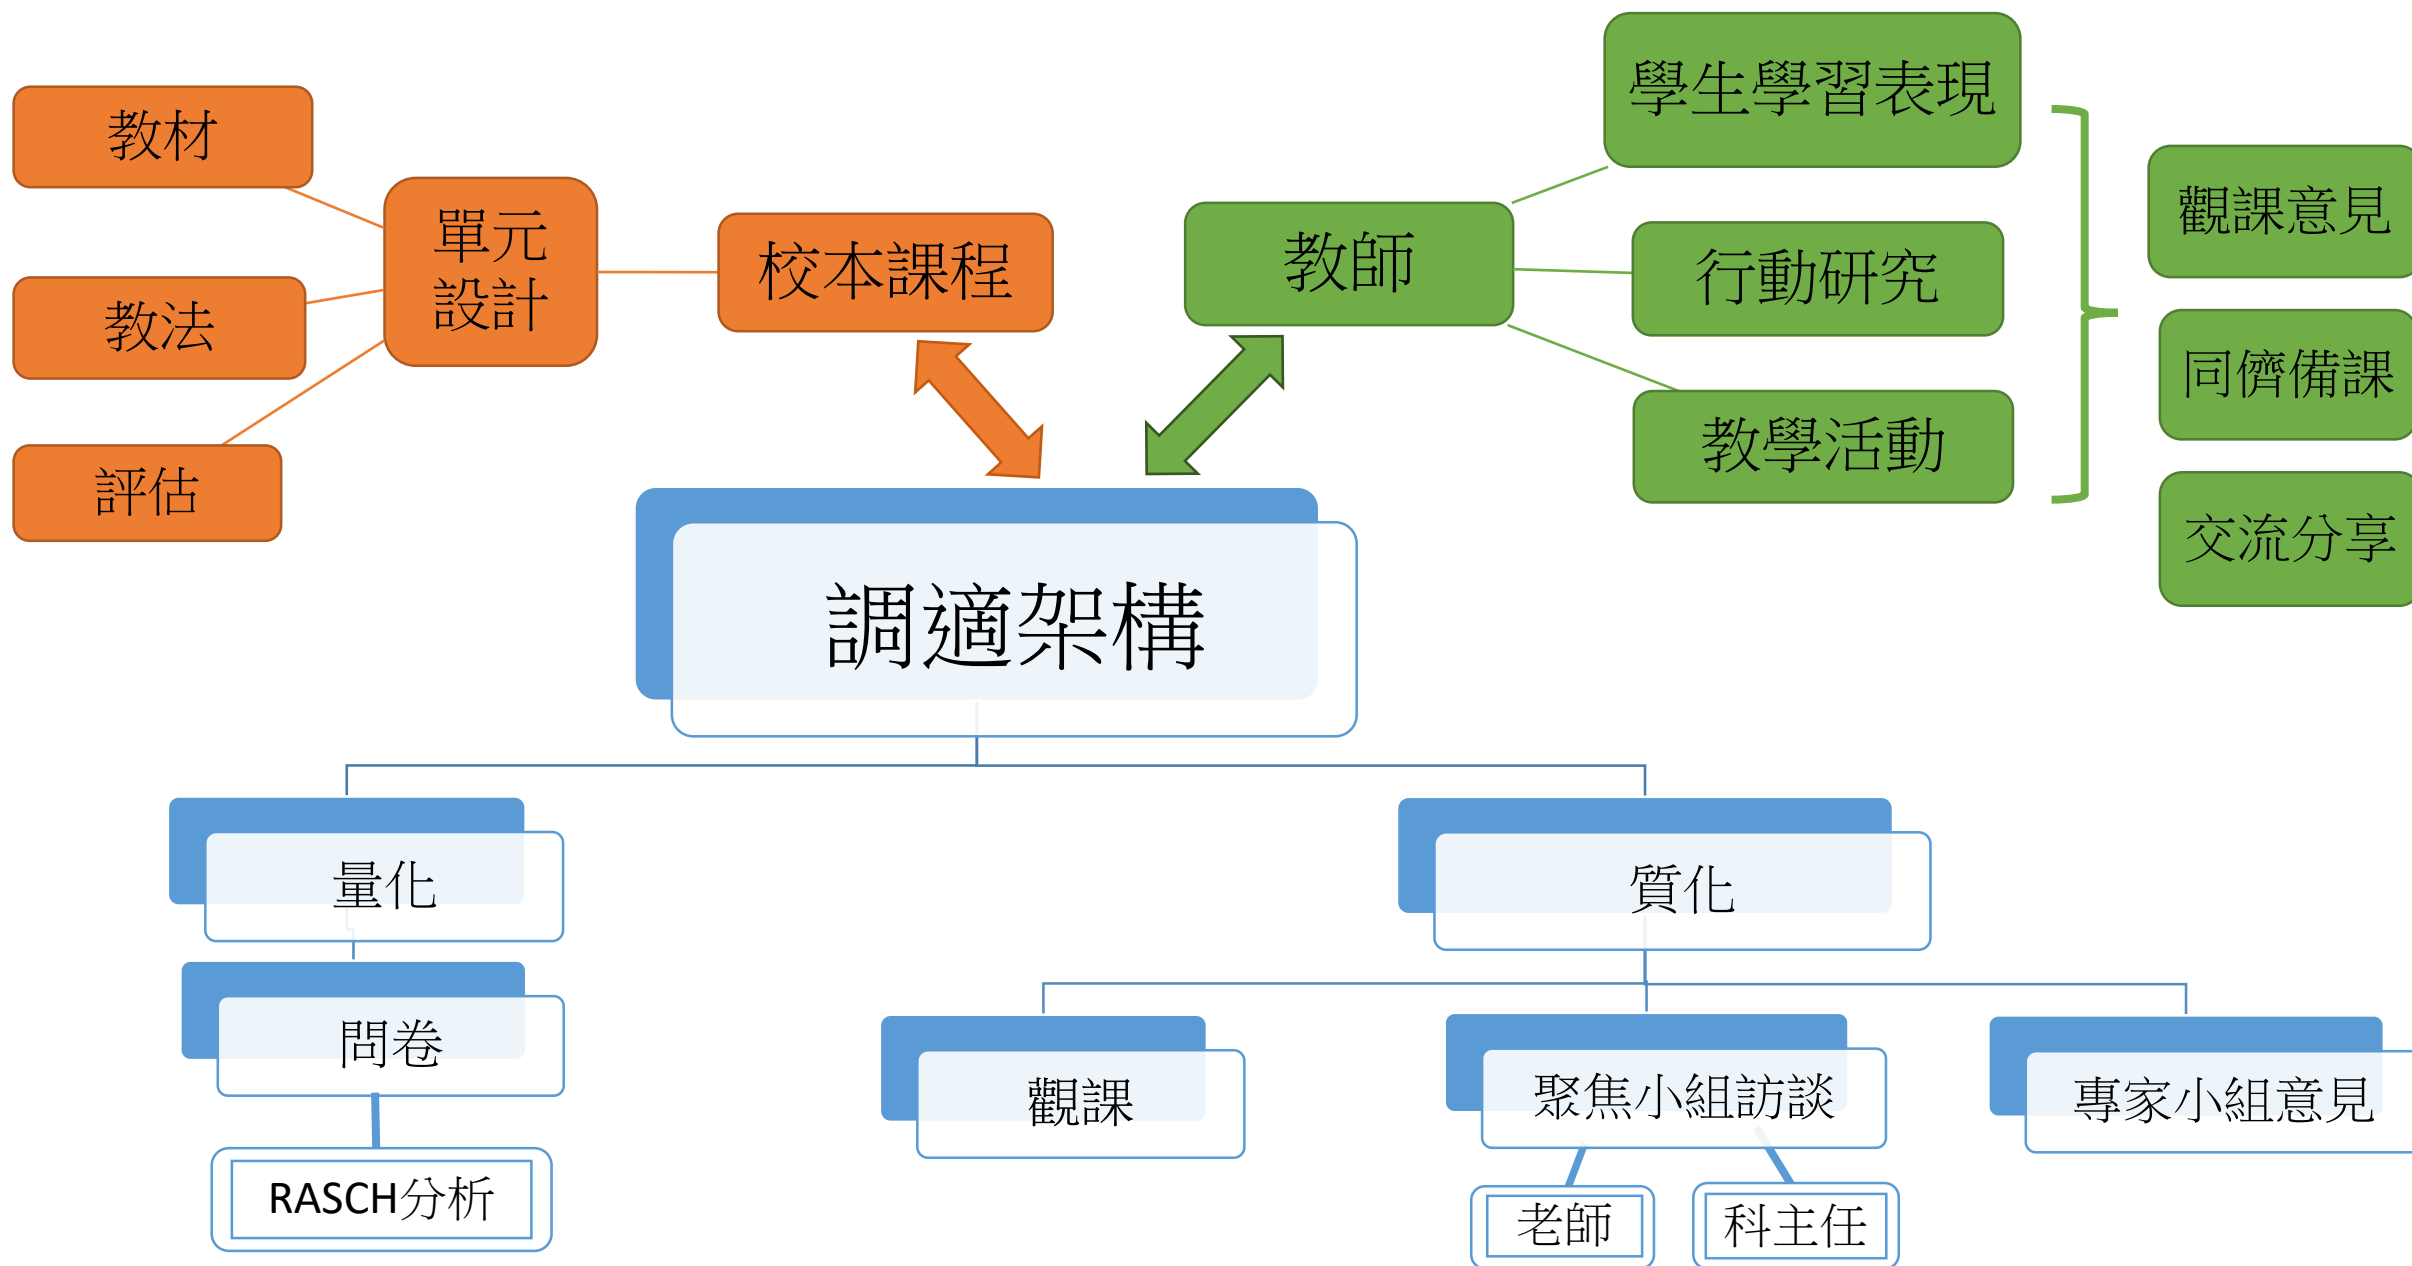 教材
教法
評估
單元
設計
校本課程
教師
學生學習表現
行動研究
教學活動
觀課意見
同儕備課
交流分享
調適架構
量化
問卷
RASCH分析
質化
觀課
聚焦小組訪談
專家小組意見
老師
科主任